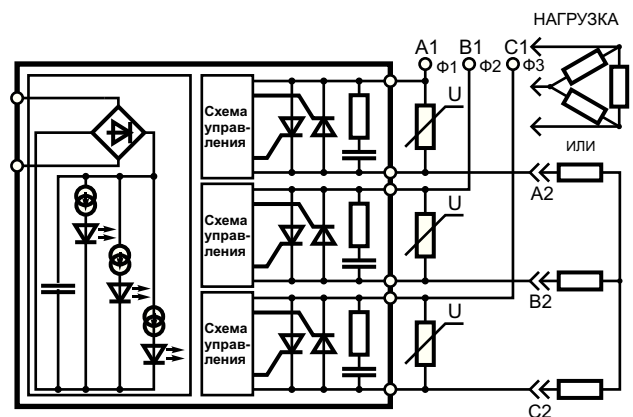 НАГРУЗКА
A1 B1 C1
Ф1 Ф2 Ф3
U
Схема
управ-
ления
ИЛИ
A2
U
Схема
управ-
ления
B2
U
Схема
управ-
ления
C2